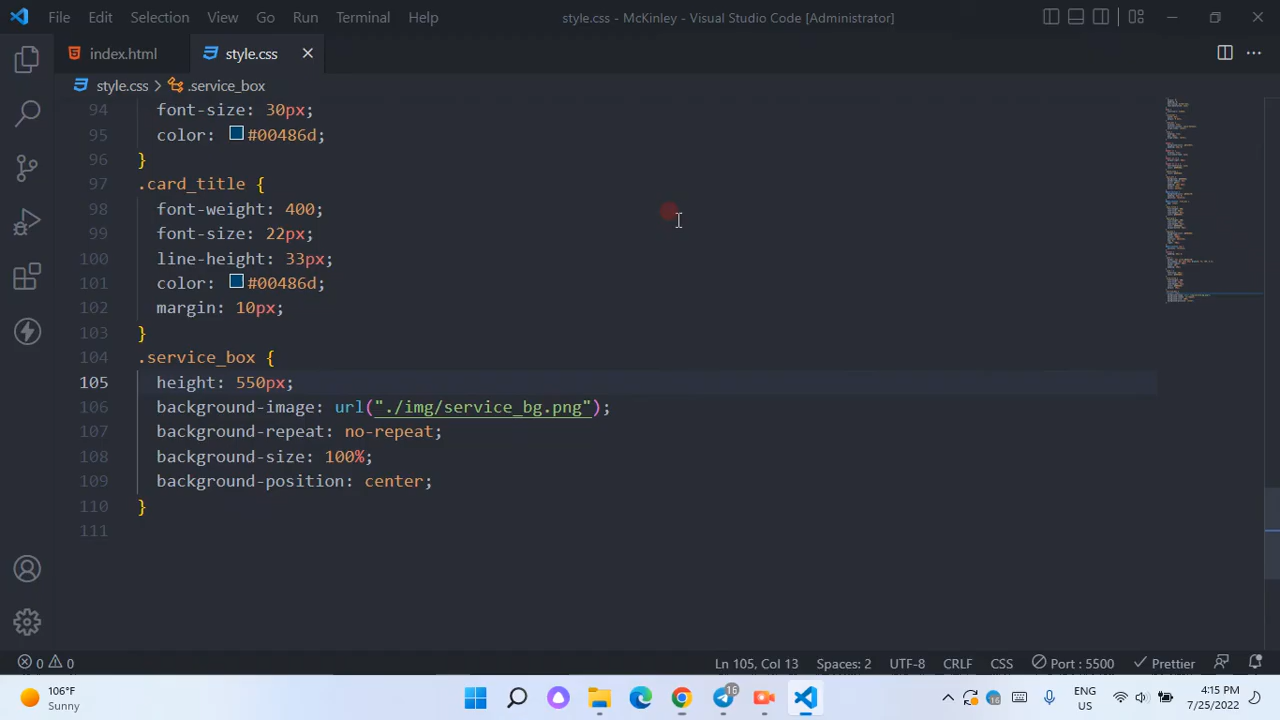 File Edit Selection View Go Run Terminal Help style.css - McKinley - Visual Studio Code [Administrator]
index.html style.css
style.css > .service_box
94 font-size: 30px;
95 color: #00486d;
96 }
97 .card_title {
98 font-weight: 400;
99 font-size: 22px;
100 line-height: 33px;
101 color: #00486d;
102 margin: 10px;
103 }
104 .service_box {
105 height: 550px;
106 background-image: url("./img/service_bg.png");
107 background-repeat: no-repeat;
108 background-size: 100%;
109 background-position: center;
110 }
111
0 0 Ln 105, Col 13 Spaces: 2 UTF-8 CRLF CSS Port : 5500 Prettier
106°F
Sunny
16
16
ENG
US
4:15 PM
7/25/2022